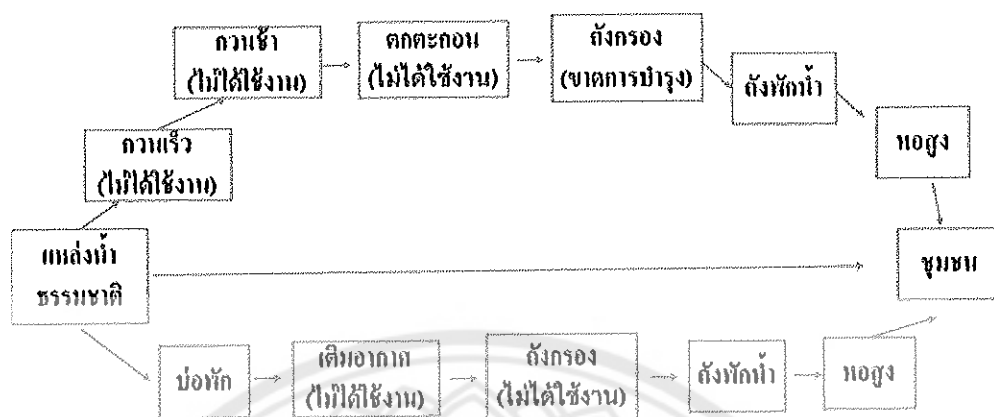 กวนช้า
(ไม่ได้ใช้งาน)
ตกตะกอน
(ไม่ได้ใช้งาน)
ถังกรอง
(ขาดการบำรุง)
ถังพักน้ำ
หอสูง
กวนเร็ว
(ไม่ได้ใช้งาน)
แหล่งน้ำ
ธรรมชาติ
ชุมชน
บ่อพัก
เติมอากาศ
(ไม่ได้ใช้งาน)
ถังกรอง
(ไม่ได้ใช้งาน)
ถังพักน้ำ
หอสูง